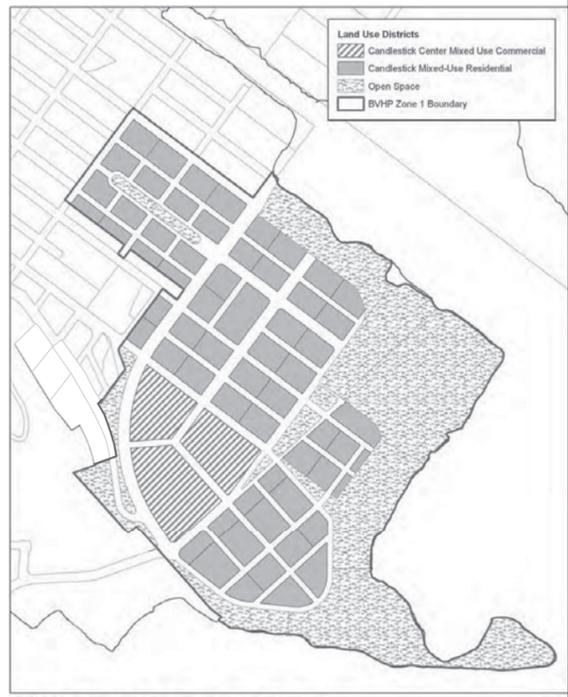 Land Use Districts
Candlestick Center Mixed Use Commercial
Candlestick Mixed-Use Residential
Open Space
BVHP Zone 1 Boundary